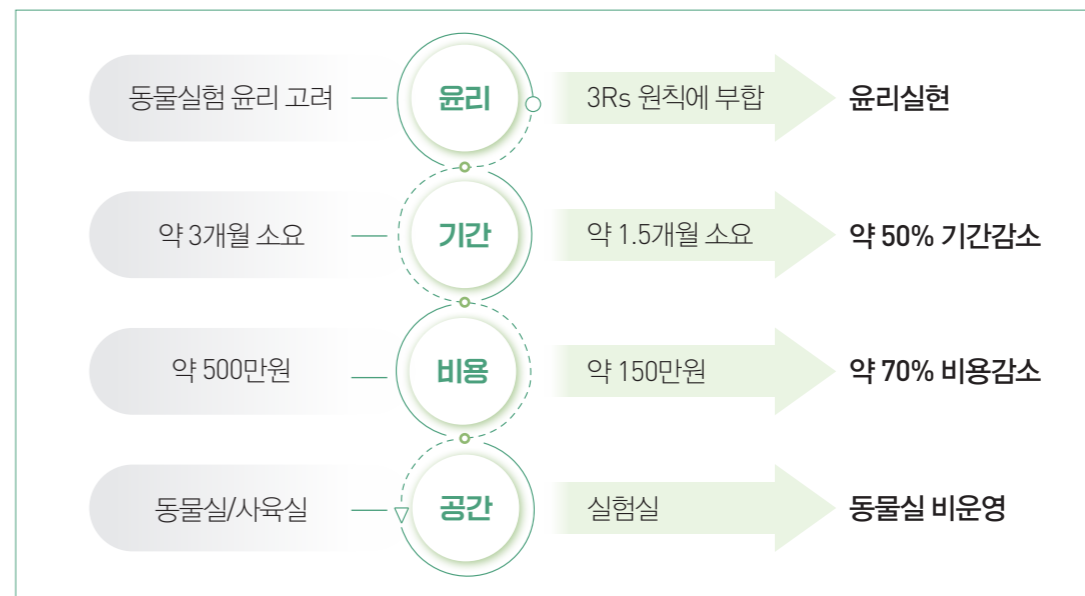 동물실험 윤리 고려
윤리
3Rs 원칙에 부합
윤리실현
약 3개월 소요
기간
약 1.5개월 소요
약 50% 기간감소
약 500만원
비용
약 150만원
약 70% 비용감소
동물실/사육실
공간
실험실
동물실 비운영